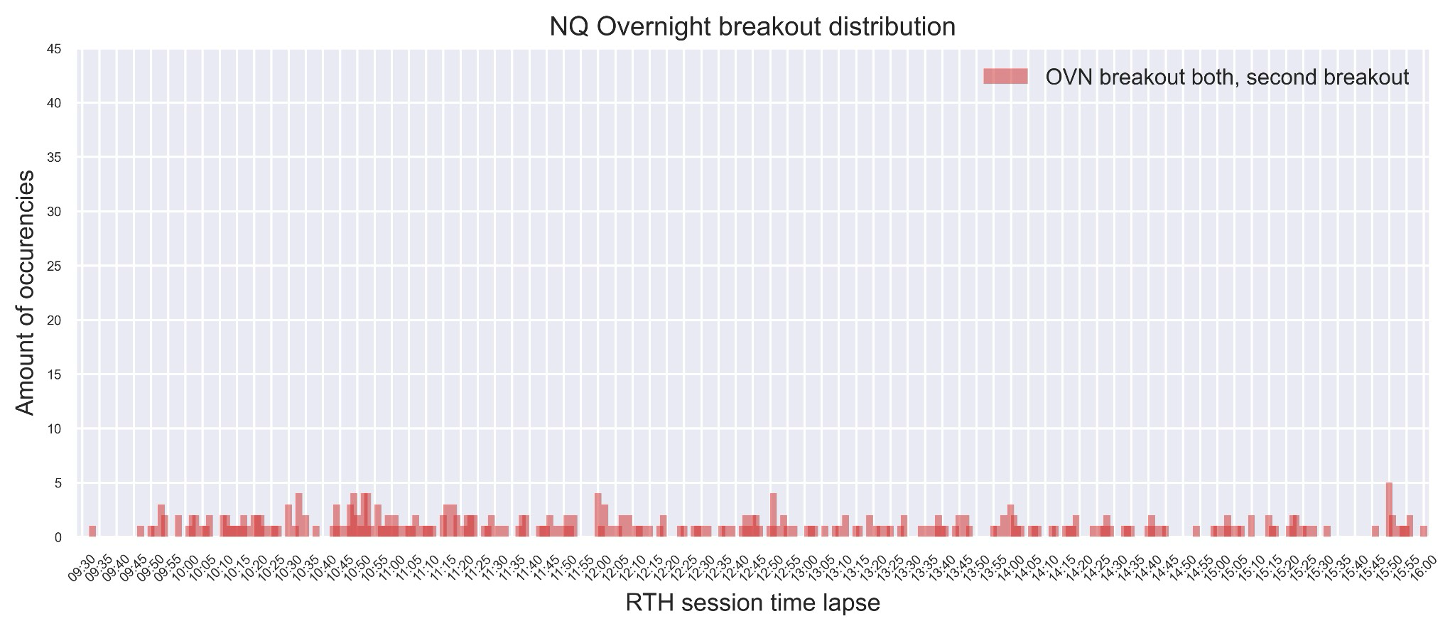 NQ Overnight breakout distribution
OVN breakout both, second breakout
Amount of occurencies
45
40
35
30
25
20
15
10
5
0
09:30 09:35 09:40 09:45 09:50 09:55 10:00 10:05 10:10 10:15 10:20 10:25 10:30 10:35 10:40 10:45 10:50 10:55 11:00 11:05 11:10 11:15 11:20 11:25 11:30 11:35 11:40 11:45 11:50 11:55 12:00 12:05 12:10 12:15 12:20 12:25 12:30 12:35 12:40 12:45 12:50 12:55 13:00 13:05 13:10 13:15 13:20 13:25 13:30 13:35 13:40 13:45 13:50 13:55 14:00 14:05 14:10 14:15 14:20 14:25 14:30 14:35 14:40 14:45 14:50 14:55 15:00 15:05 15:10 15:15 15:20 15:25 15:30 15:35 15:40 15:45 15:50 15:55 16:00
RTH session time lapse